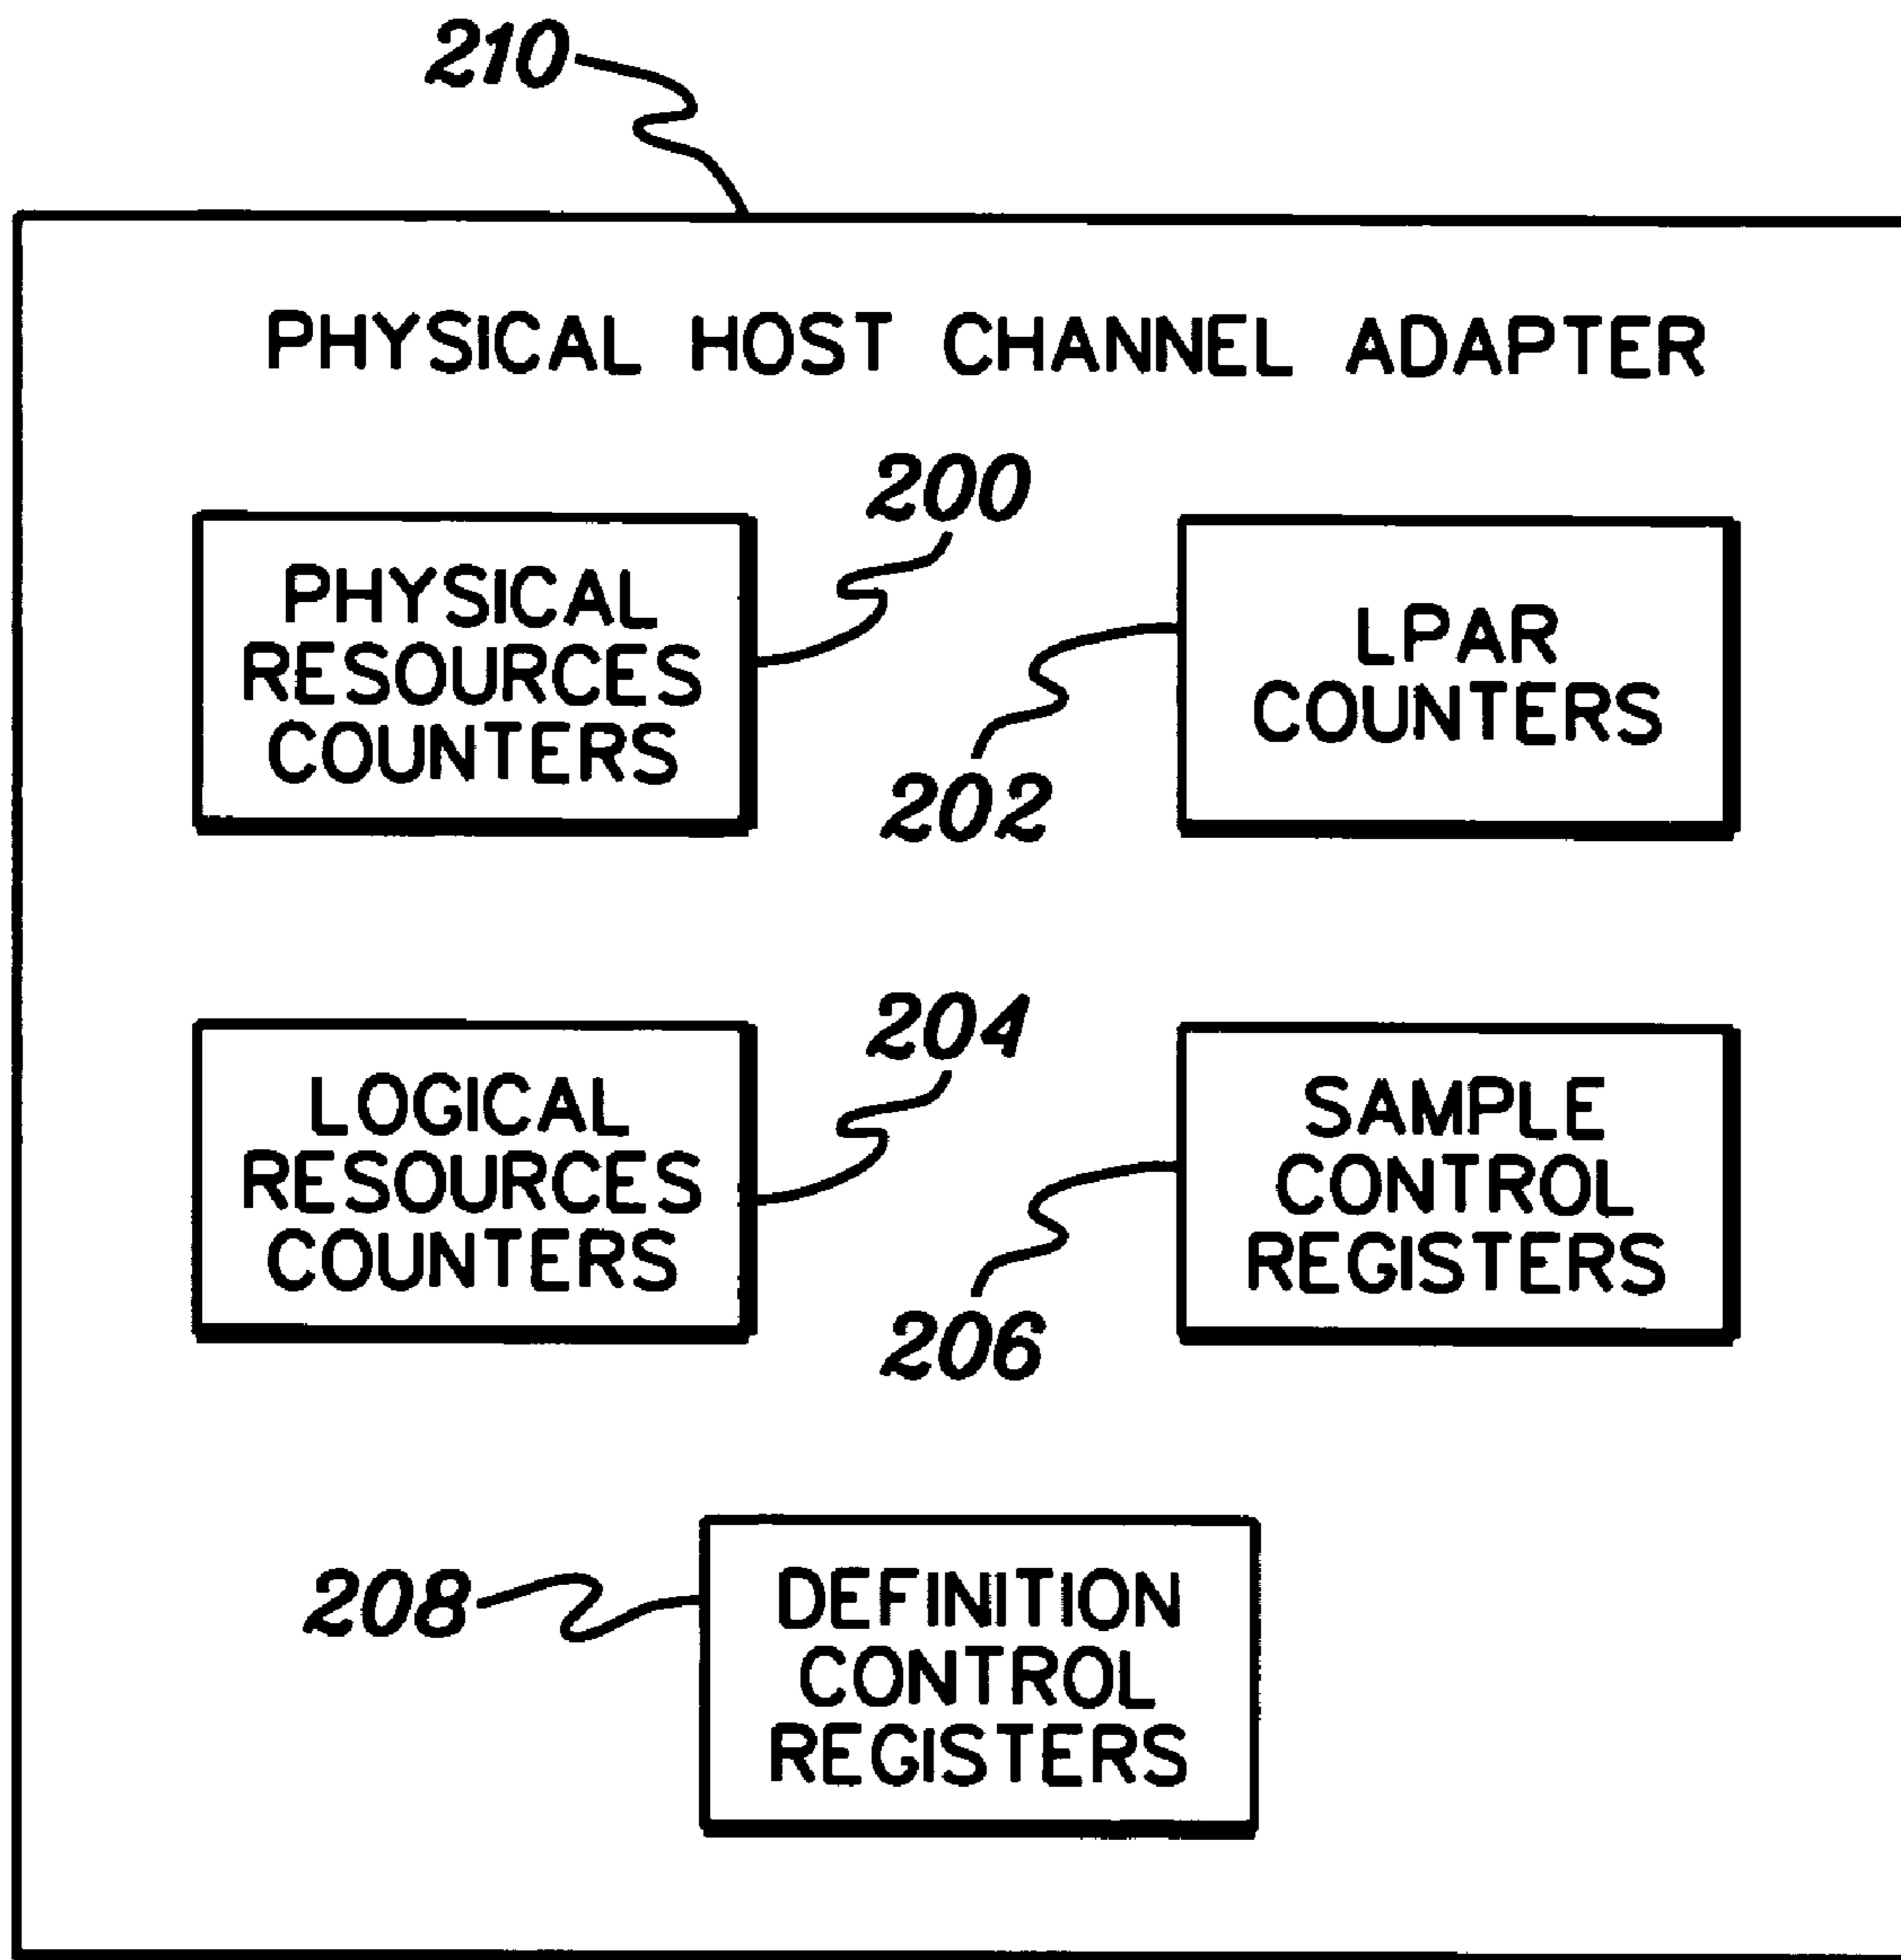 210
PHYSICAL HOST CHANNEL ADAPTER
200
PHYSICAL
RESOURCES
COUNTERS
LPAR
COUNTERS
202
204
LOGICAL
RESOURCES
COUNTERS
SAMPLE
CONTROL
REGISTERS
206
208
DEFINITION
CONTROL
REGISTERS